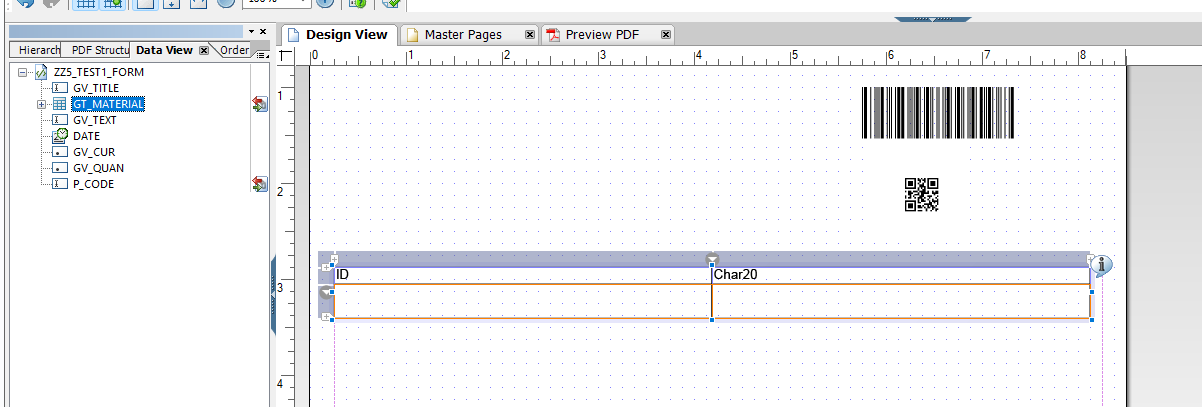 Design View
Master Pages
Preview PDF
Hierarch
PDF Structu
Data View
Order
0 1 2 3 4 5 6 7 8
ZZ5_TEST1_FORM
GV_TITLE
GT_MATERIAL
GV_TEXT
DATE
GV_CUR
GV_QUAN
P_CODE
1
2
ID
Char20
3
4